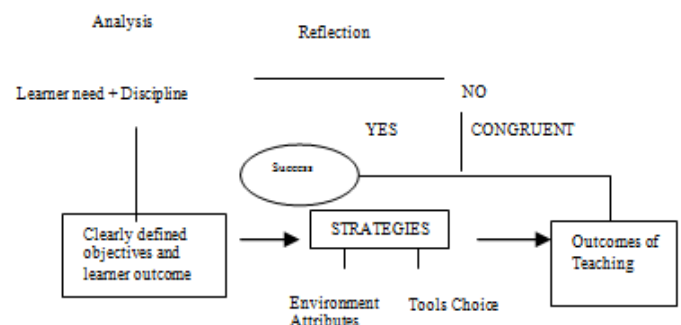 Analysis
Reflection
Learner need + Discipline
NO
YES
CONGRUENT
Success
Clearly defined
objectives and
learner outcome
STRATEGIES
Outcomes of
Teaching
Environment
Attributes
Tools Choice